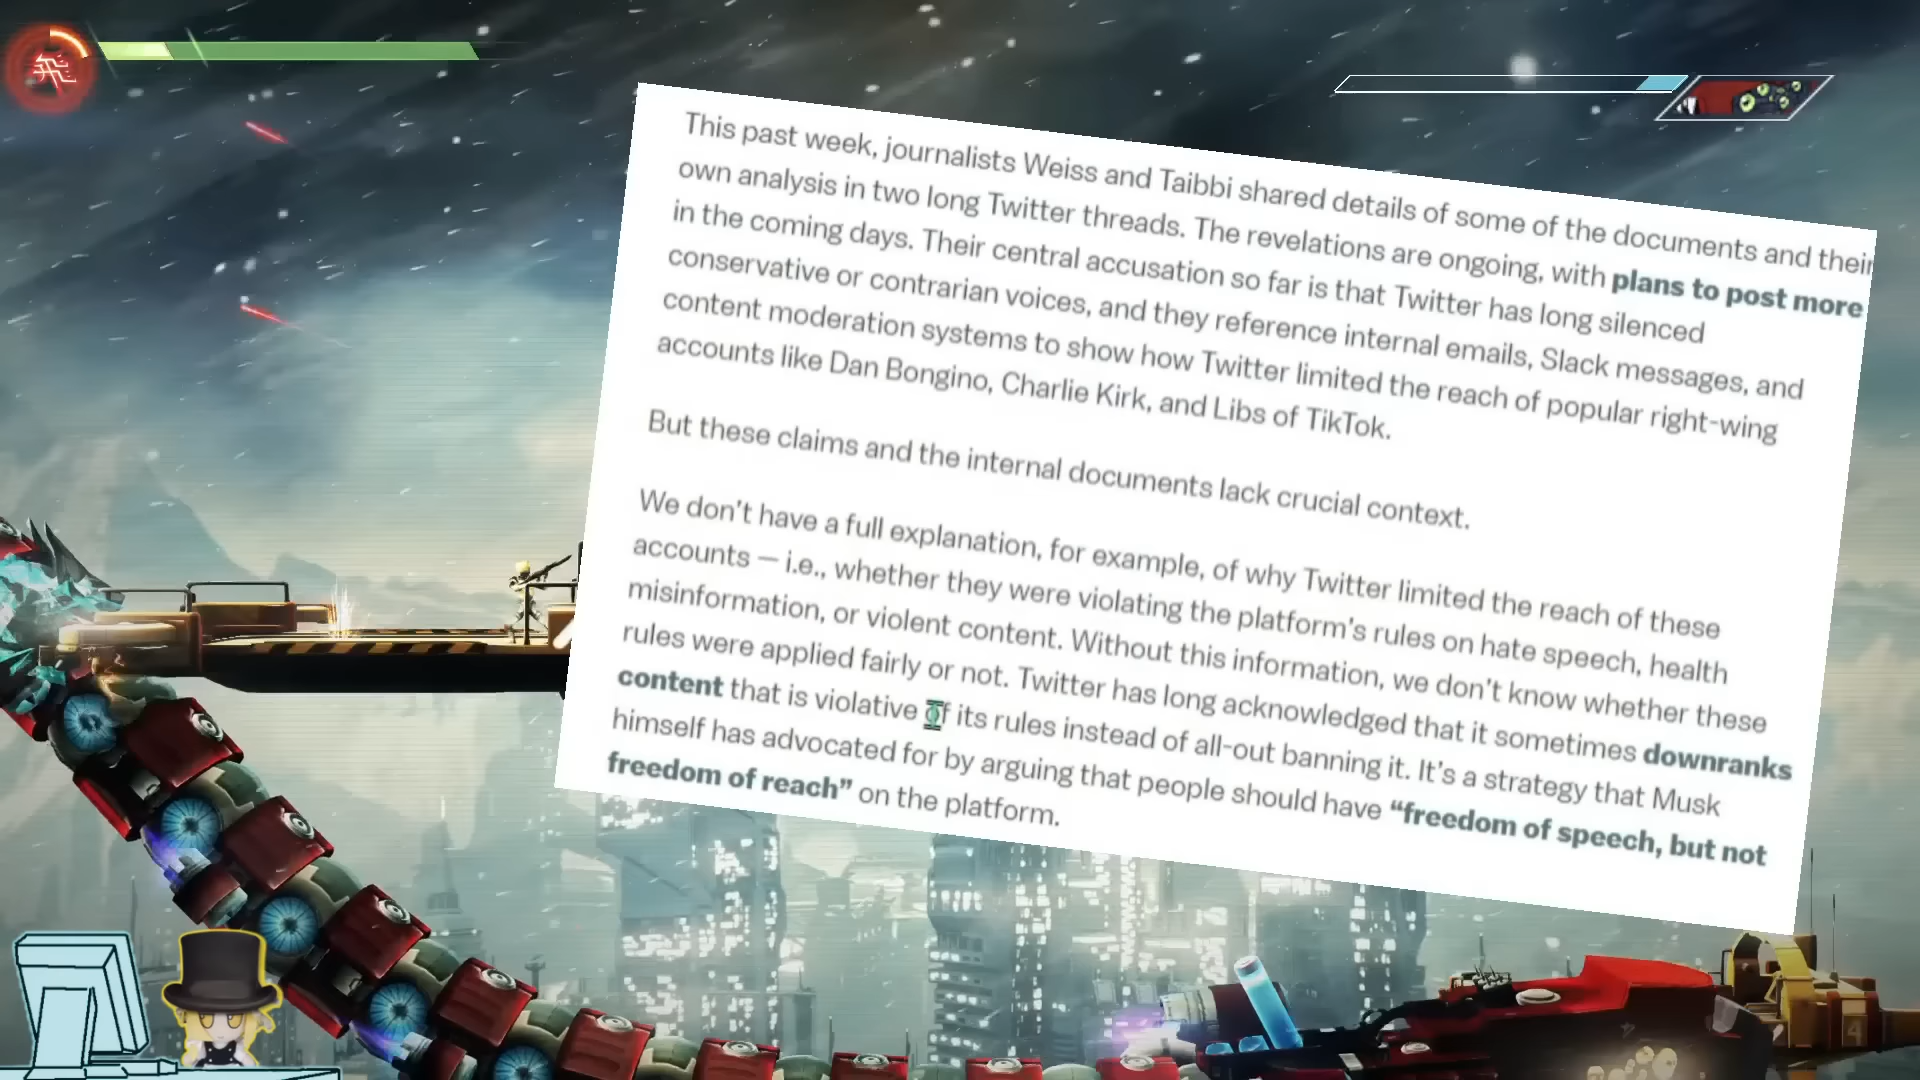 This past week, journalists Weiss and Taibbi shared details of some of the documents and their
own analysis in two long Twitter threads. The revelations are ongoing, with plans to post more
in the coming days. Their central accusation so far is that Twitter has long silenced
conservative or contrarian voices, and they reference internal emails, Slack messages, and
content moderation systems to show how Twitter limited the reach of popular right-wing
accounts like Dan Bongino, Charlie Kirk, and Libs of TikTok.
But these claims and the internal documents lack crucial context.
We don't have a full explanation, for example, of why Twitter limited the reach of these
accounts — i.e., whether they were violating the platform's rules on hate speech, health
misinformation, or violent content. Without this information, we don't know whether these
rules were applied fairly or not. Twitter has long acknowledged that it sometimes downranks
content that is violative of its rules instead of all-out banning it. It's a strategy that Musk
himself has advocated for by arguing that people should have “freedom of speech, but not
freedom of reach” on the platform.
4